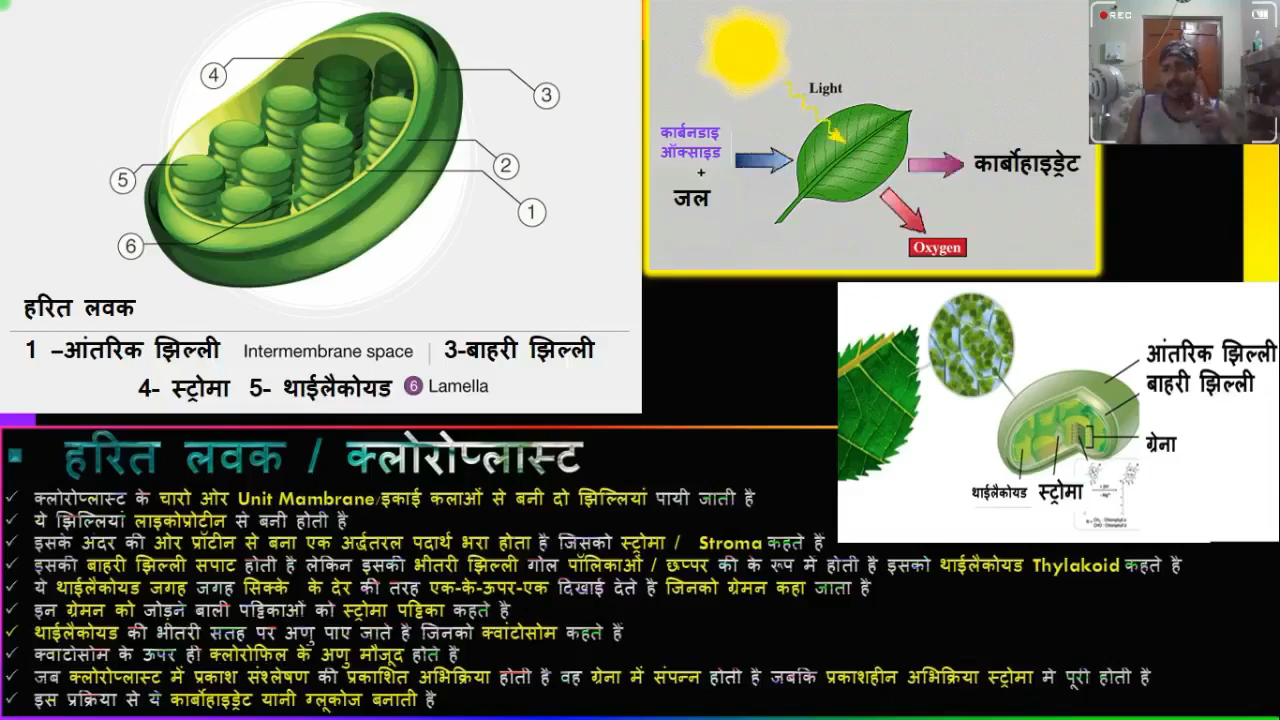 4
3
5
2
1
6
हरित लवक
1 –आंतरिक झिल्ली Intermembrane space | 3-बाहरी झिल्ली
4- स्ट्रोमा 5- थाईलैकोयड 6 Lamella
Light
कार्बनडाइ
ऑक्साइड
+
जल
कार्बोहाइड्रेट
Oxygen
REC
आंतरिक झिल्ली
बाहरी झिल्ली
ग्रेना
थाईलैकोयड स्ट्रोमा
हरित लवक / क्लोरोप्लास्ट
क्लोरोप्लास्ट के चारो ओर Unit Mambrane/इकाई कलाओं से बनी दो झिल्लियां पायी जाती है
ये झिल्लियां लाइकोप्रोटीन से बनी होती है
इसके अंदर की ओर प्रॉटीन से बना एक अर्द्धतरल पदार्थ भरा होता है जिसको स्ट्रोमा / Stroma कहते है
इसकी बाहरी झिल्ली सपाट होती है लेकिन इसकी भीतरी झिल्ली गोल पॉलिकाओं / छप्पर की के रूप में होती है इसको थाईलैकोयड Thylakoid कहते है
ये थाईलैकोयड जगह जगह सिक्के के देर की तरह एक-के-ऊपर-एक दिखाई देते है जिनको ग्रेमन कहा जाता है
इन ग्रेमन को जोड़ने बाली पट्टिकाओं को स्ट्रोमा पट्टिका कहते है
थाईलैकोयड की भीतरी सतह पर अणु पाए जाते है जिनको क्वांटोसोम कहते है
क्वाटोसोम के ऊपर ही क्लोरोफिल के अणु मौजूद होते है
जब क्लोरोप्लास्ट में प्रकाश संश्लेषण की प्रकाशित अभिक्रिया होती है वह ग्रेना में संपन्न होती है जबकि प्रकाशहीन अभिक्रिया स्ट्रोमा मे पूरी होती है
इस प्रक्रिया से ये कार्बोहाइड्रेट यानी ग्लूकोज बनाती है